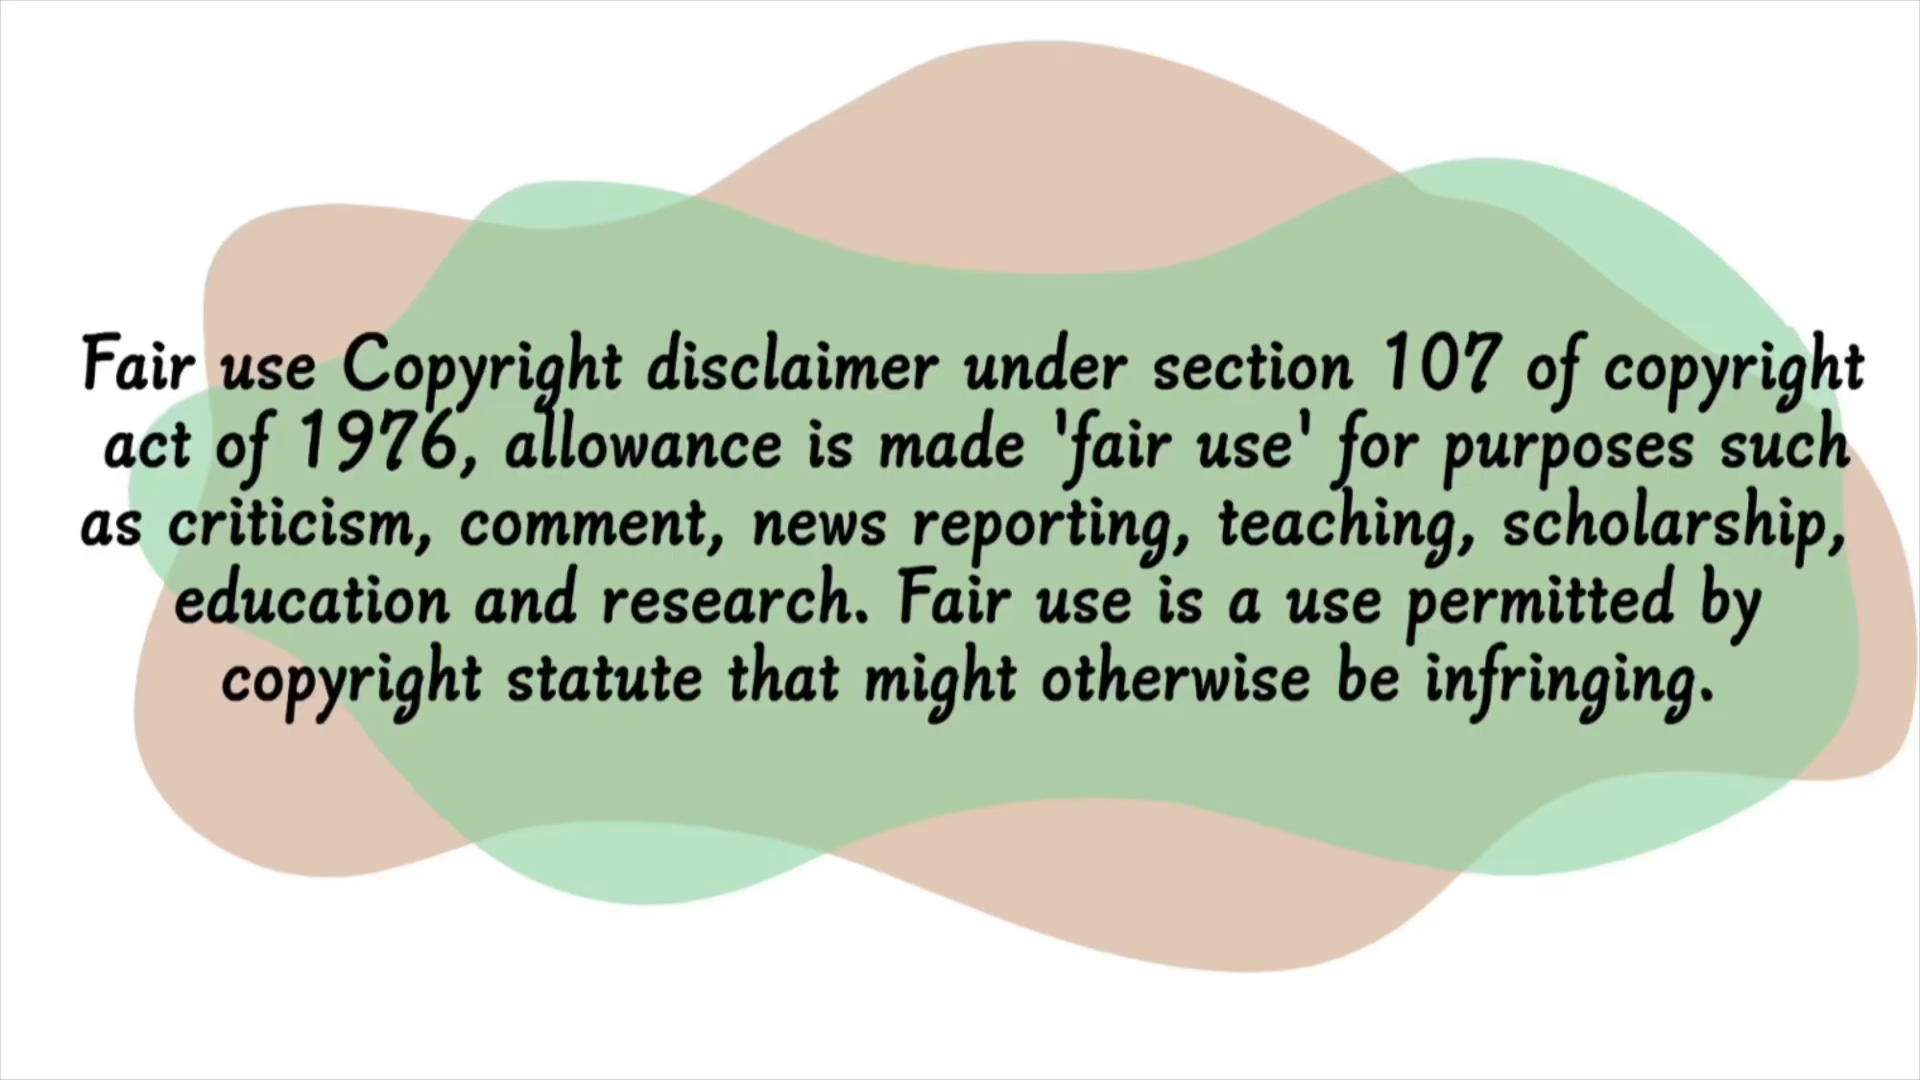 Fair use Copyright disclaimer under section 107 of copyright
act of 1976, allowance is made 'fair use' for purposes such
as criticism, comment, news reporting, teaching, scholarship,
education and research. Fair use is a use permitted by
copyright statute that might otherwise be infringing.